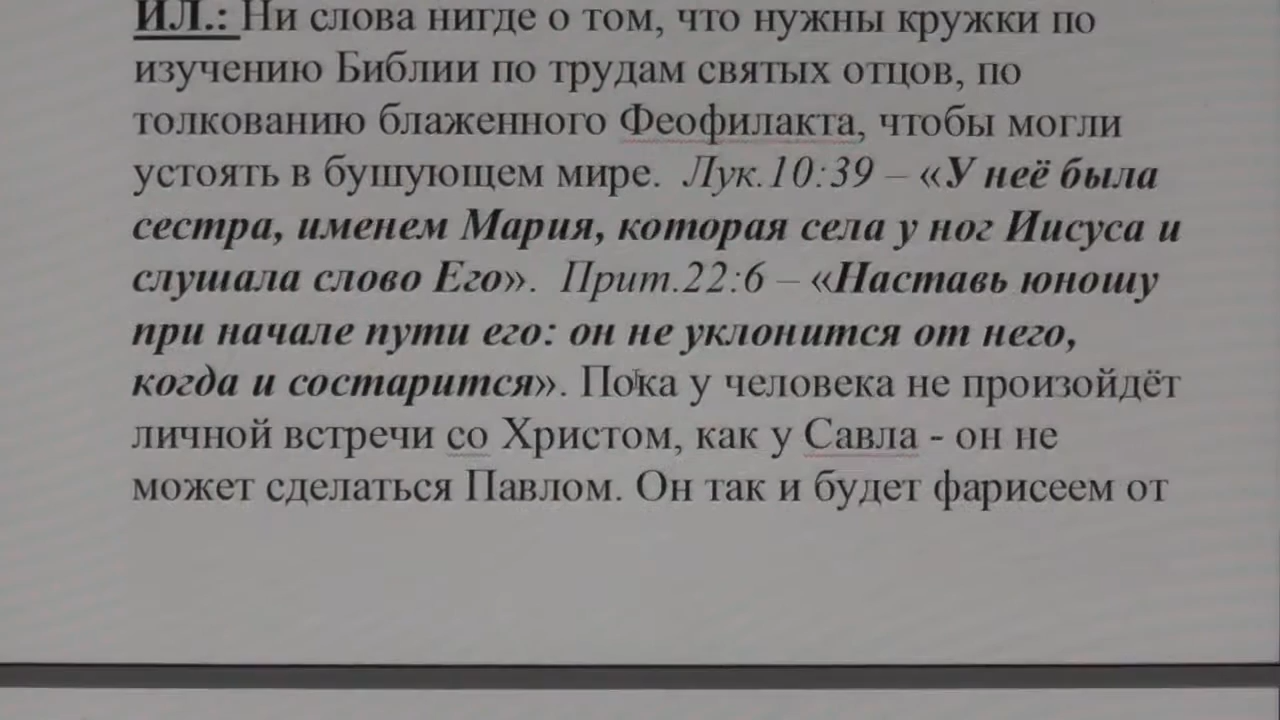 ИЛ.: Ни слова нигде о том, что нужны кружки по
изучению Библии по трудам святых отцов, по
толкованию блаженного Феофилакта, чтобы могли
устоять в бушующем мире. Лук.10:39 – «У неё была
сестра, именем Мария, которая села у ног Иисуса и
слушала слово Его». Прит.22:6 – «Наставь юношу
при начале пути его: он не уклонится от него,
когда и состарится». Пока у человека не произойдёт
личной встречи со Христом, как у Савла - он не
может сделаться Павлом. Он так и будет фарисеем от